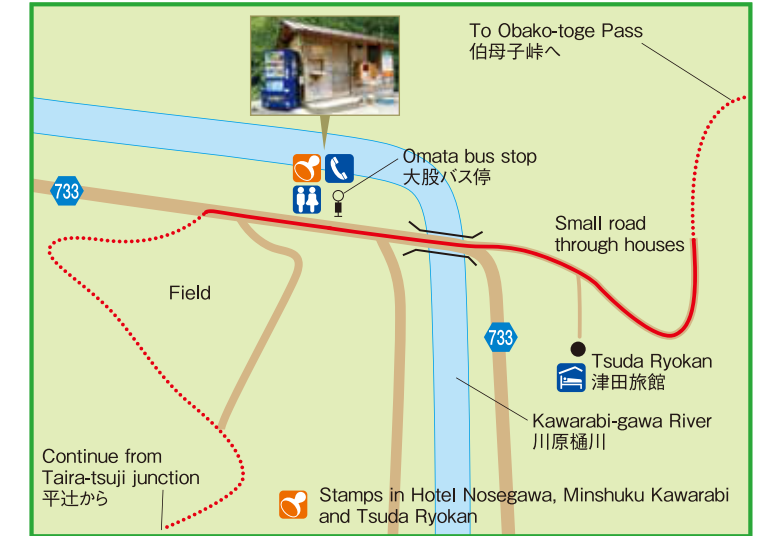 To Obako-toge Pass
伯母子峠へ
Omata bus stop
大股バス停
733
Small road
through houses
Field
733
Tsuda Ryokan
津田旅館
Kawarabi-gawa River
川原樋川
Continue from
Taira-tsuji junction
平辻から
Stamps in Hotel Nosegawa, Minshuku Kawarabi
and Tsuda Ryokan